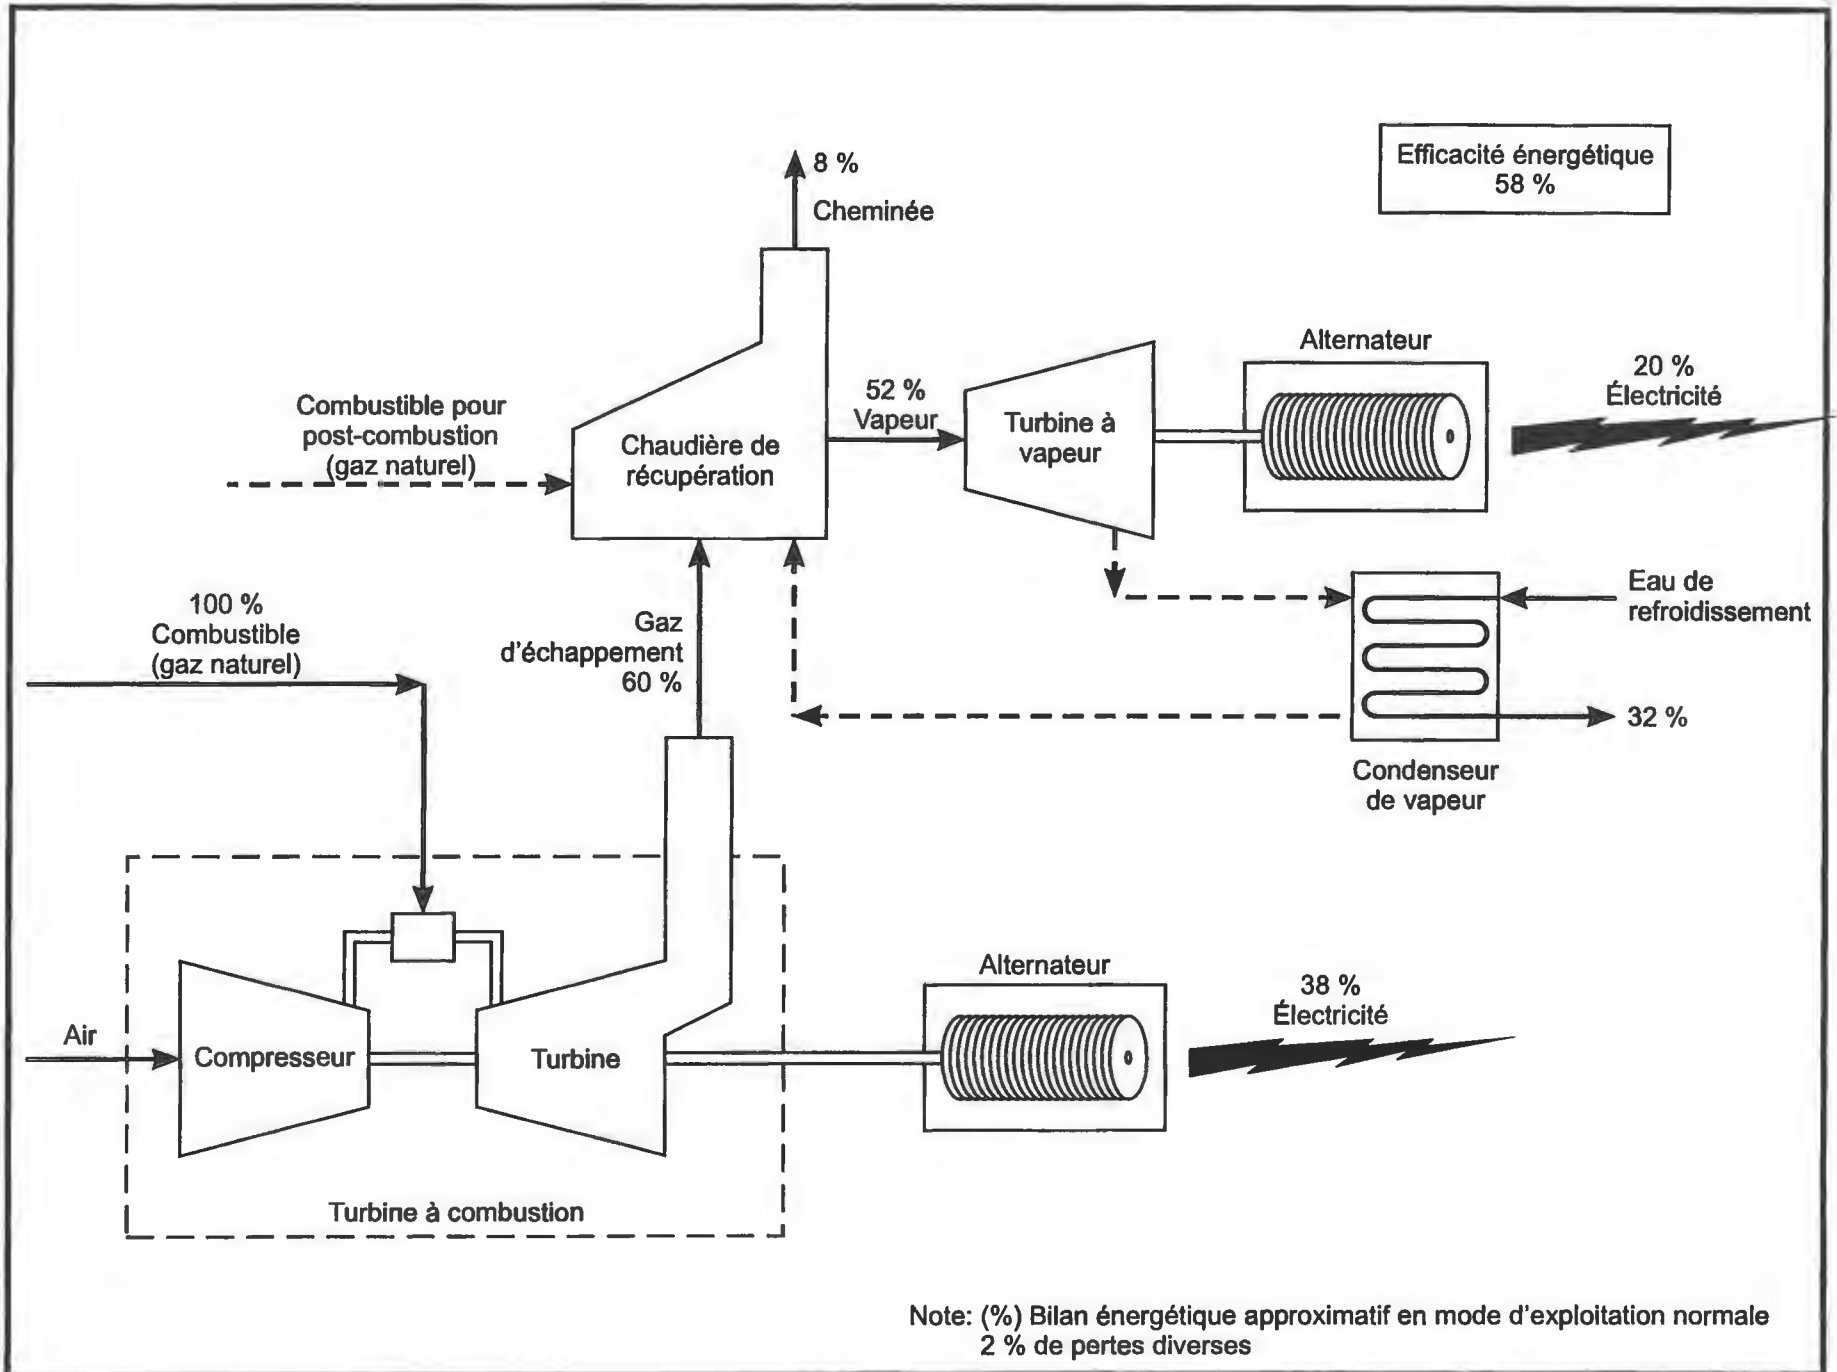 8 %
Cheminée
Efficacité énergétique
58 %
Alternateur
20 %
Électricité
52 %
Vapeur
Combustible pour
post-combustion
(gaz naturel)
Chaudière de
récupération
Turbine à
vapeur
Eau de
refroidissement
100 %
Combustible
(gaz naturel)
Gaz
d'échappement
60 %
32 %
Condenseur
de vapeur
Alternateur
38 %
Électricité
Air
Compresseur
Turbine
Turbine à combustion
Note: (%) Bilan énergétique approximatif en mode d'exploitation normale
2 % de pertes diverses